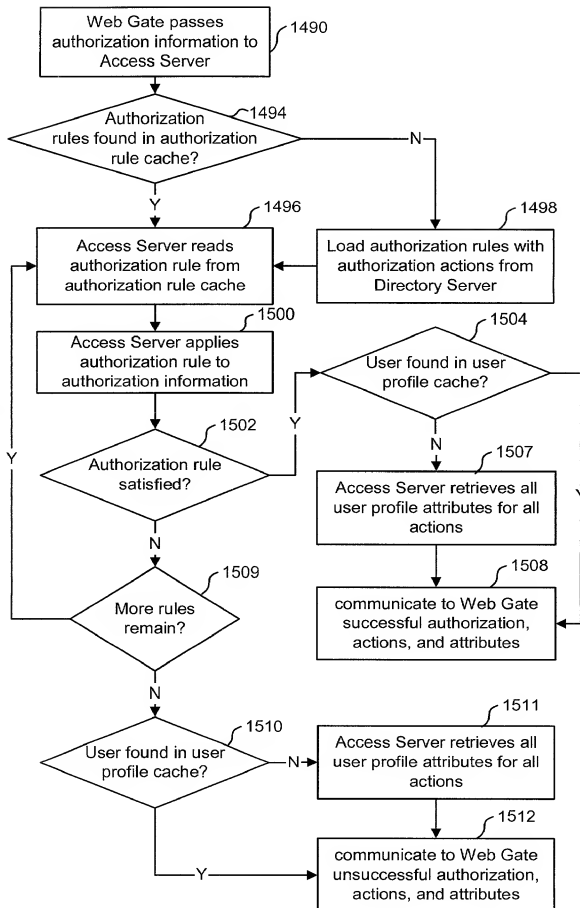 Web Gate passes
authorization information to
Access Server
1490
Authorization
rules found in authorization
rule cache?
1494
N
Y
1496
Access Server reads
authorization rule from
authorization rule cache
1498
Load authorization rules with
authorization actions from
Directory Server
1500
Access Server applies
authorization rule to
authorization information
1504
User found in user
profile cache?
Y
1502
Authorization rule
satisfied?
Y
N
1507
Access Server retrieves all
user profile attributes for all
actions
Y
Y
N
1509
More rules
remain?
1508
communicate to Web Gate
successful authorization,
actions, and attributes
N
1510
User found in user
profile cache?
N
1511
Access Server retrieves all
user profile attributes for all
actions
Y
1512
communicate to Web Gate
unsuccessful authorization,
actions, and attributes